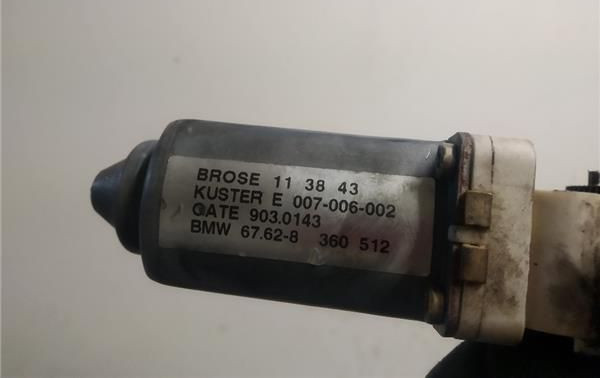 BROSE 11 38 43
KUSTER E 007-006-002
GATE 903.0143
BMW 67.62-8 360 512